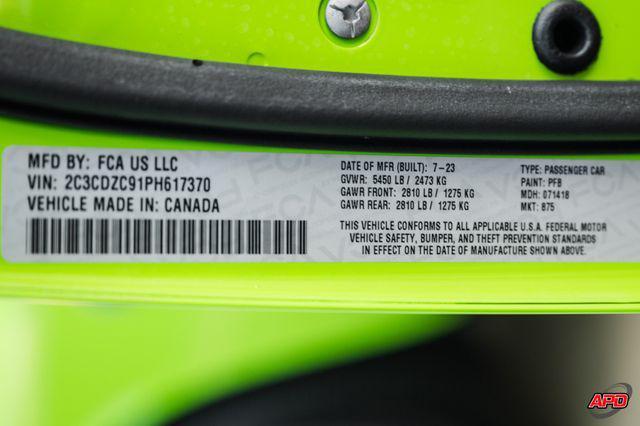 MFD BY: FCA US LLC
VIN: 2C3CDZC91PH617370
VEHICLE MADE IN: CANADA
DATE OF MFR (BUILT): 7-23
GVWR: 5450 LB / 2473 KG
GAWR FRONT: 2810 LB / 1275 KG
GAWR REAR: 2810 LB / 1275 KG
TYPE: PASSENGER CAR
PAINT: PFB
MDH: 071418
MKT: 875
THIS VEHICLE CONFORMS TO ALL APPLICABLE U.S.A. FEDERAL MOTOR
VEHICLE SAFETY, BUMPER, AND THEFT PREVENTION STANDARDS
IN EFFECT ON THE DATE OF MANUFACTURE SHOWN ABOVE.
APD